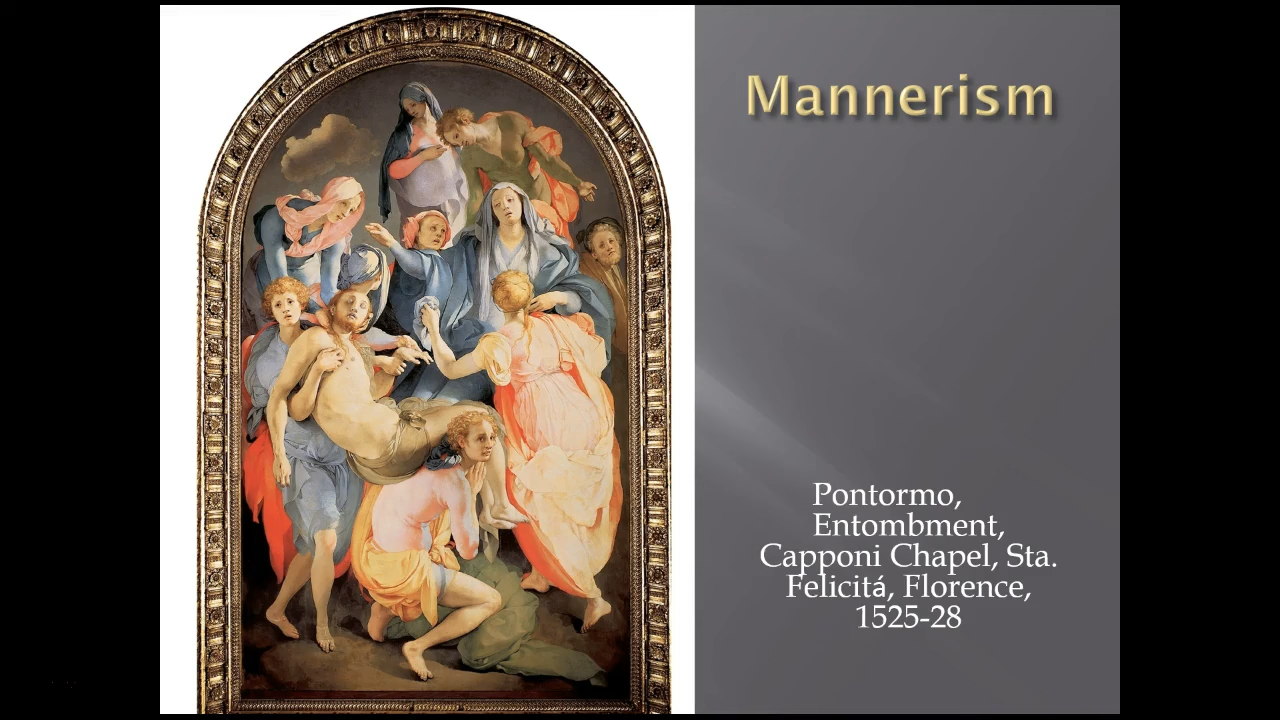 Mannerism
Pontormo,
Entombment,
Capponi Chapel, Sta.
Felicitá, Florence,
1525-28